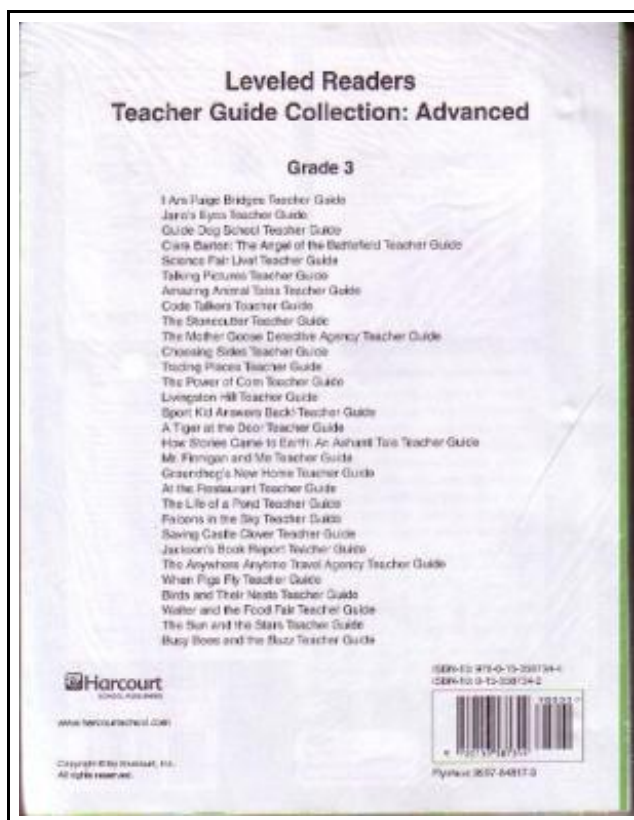 Leveled Readers
Teacher Guide Collection: Advanced
Grade 3
I Am Paige Bridges Teacher Guide
Jane's Eyes Teacher Guide
Guide Dog School Teacher Guide
Clara Barton: The Angel of the Battlefield Teacher Guide
Science Fair Live! Teacher Guide
Talking Pictures Teacher Guide
Amazing Animal Tales Teacher Guide
Code Talkers Teacher Guide
The Stonecutter Teacher Guide
The Mother Goose Detective Agency Teacher Guide
Choosing Sides Teacher Guide
Trading Places Teacher Guide
The Power of Corn Teacher Guide
Livingston Hill Teacher Guide
Sport Kid Answers Back! Teacher Guide
A Tiger at the Door Teacher Guide
How Stories Came to Earth: An Ashanti Tale Teacher Guide
Mr. Finnigan and Me Teacher Guide
Groundhog's New Home Teacher Guide
At the Restaurant Teacher Guide
The Life of a Pond Teacher Guide
Falcons in the Sky Teacher Guide
Saving Castle Clover Teacher Guide
Jackson's Book Report Teacher Guide
The Anywhere Anytime Travel Agency Teacher Guide
When Pigs Fly Teacher Guide
Birds and Their Nests Teacher Guide
Walter and the Food Fair Teacher Guide
The Sun and the Stars Teacher Guide
Busy Bees and the Buzz Teacher Guide
Harcourt
SCHOOL PUBLISHERS
www.harcourtschool.com
Copyright © by Harcourt, Inc.
All rights reserved.